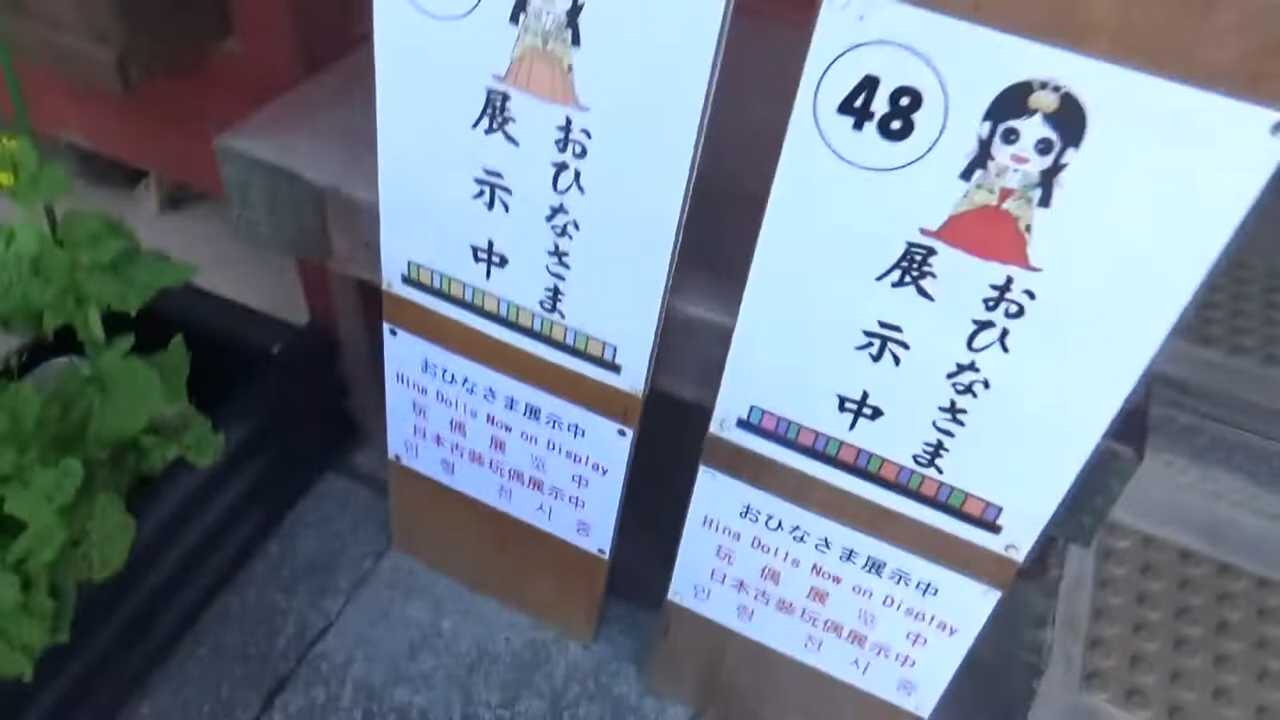 おひなさま
展示中
おひなさま展示中
Hina Dolls Now on Display
玩偶展览中
日本古装玩偶展示中
인형 전시중
48
おひなさま
展示中
おひなさま展示中
Hina Dolls Now on Display
玩偶展览中
日本古裝玩偶展示中
인형 전시중